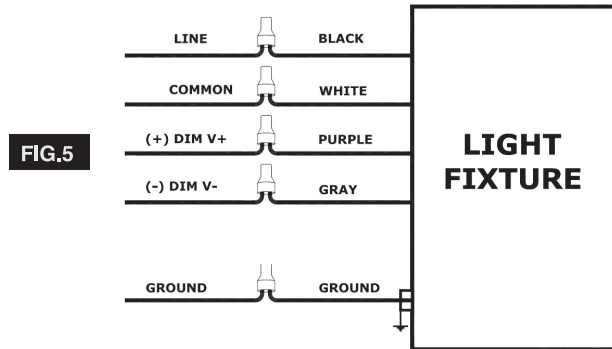 LINE BLACK
COMMON WHITE
(+) DIM V+ PURPLE
FIG.5
LIGHT
FIXTURE
(-) DIM V- GRAY
GROUND GROUND